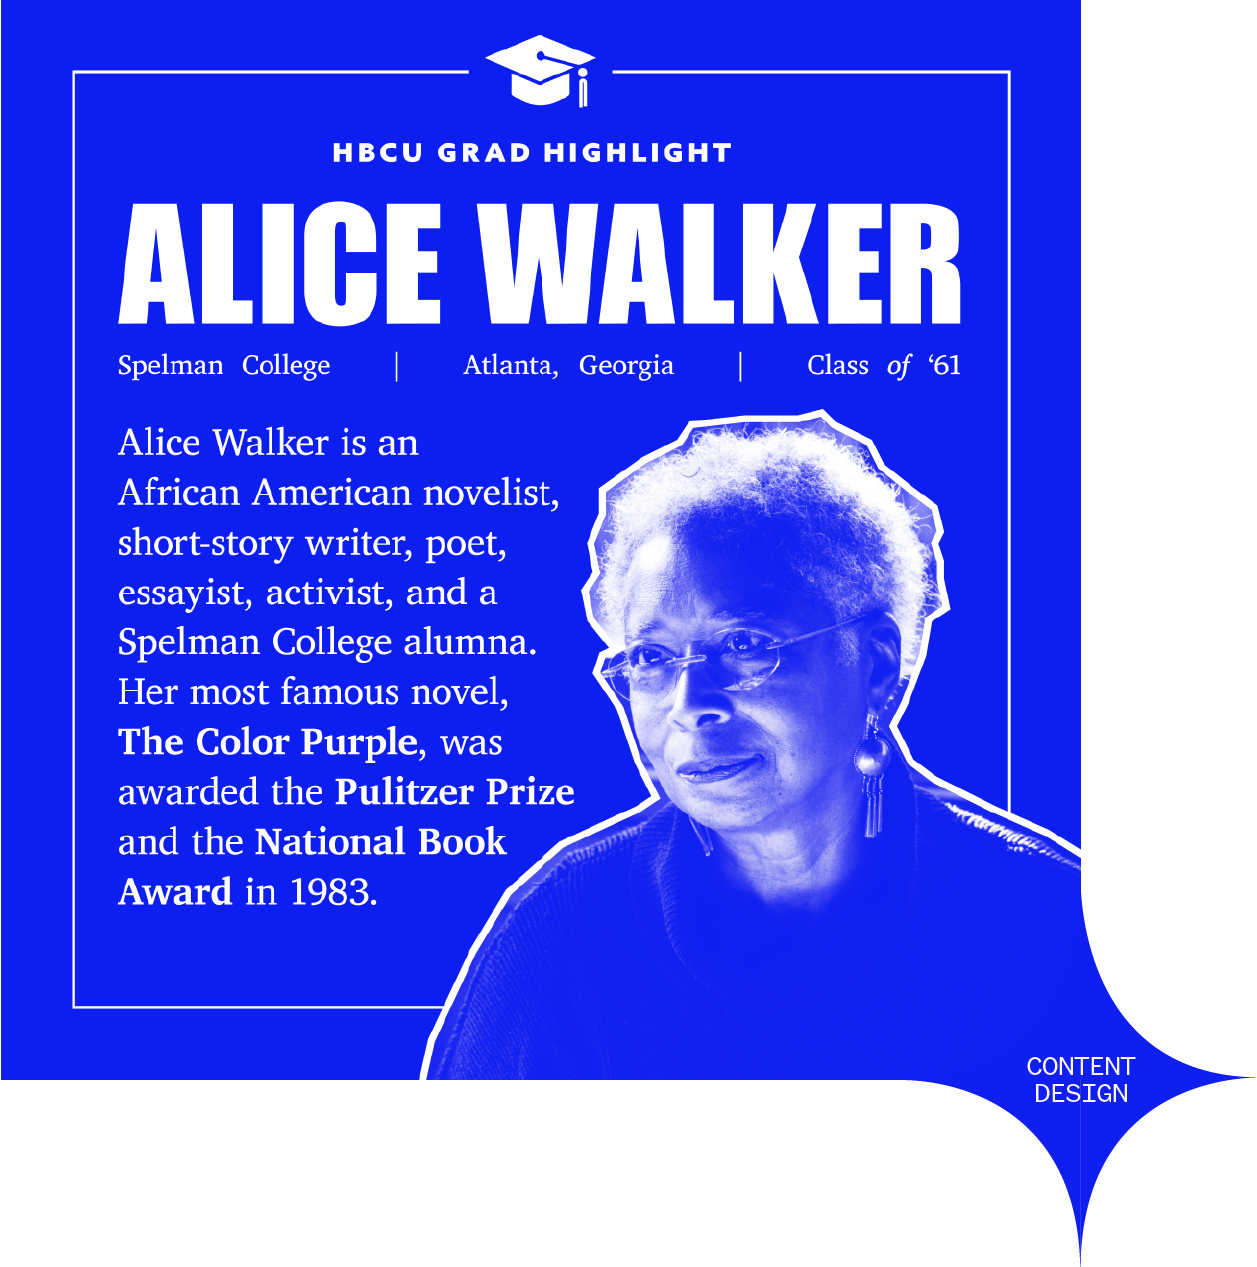 HBCU GRAD HIGHLIGHT
ALICE WALKER
Spelman College | Atlanta, Georgia | Class of ‘61
Alice Walker is an
African American novelist,
short-story writer, poet,
essayist, activist, and a
Spelman College alumna.
Her most famous novel,
The Color Purple, was
awarded the Pulitzer Prize
and the National Book
Award in 1983.
CONTENT
DESIGN